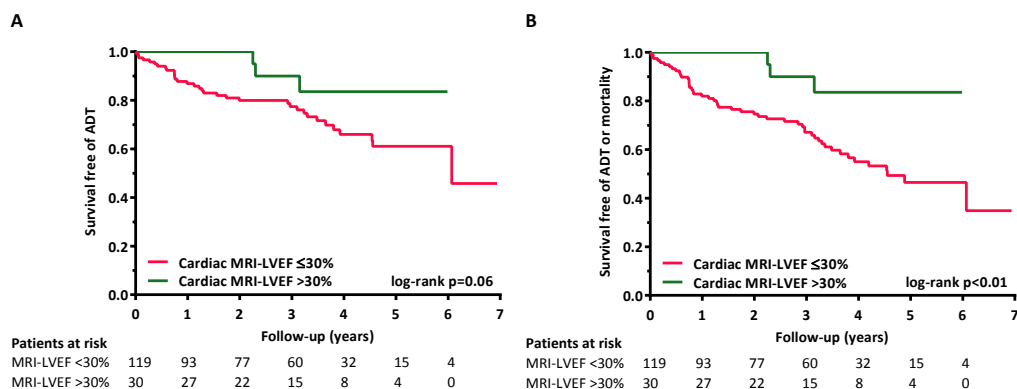 A
Survival free of ADT
1.0
0.8
0.6
0.4
0.2
0.0
Cardiac MRI-LVEF ≤30%
Cardiac MRI-LVEF >30%
log-rank p=0.06
0 1 2 3 4 5 6 7
Follow-up (years)
Patients at risk
MRI-LVEF <30% 119 93 77 60 32 15 4
MRI-LVEF >30% 30 27 22 15 8 4 0
B
Survival free of ADT or mortality
1.0
0.8
0.6
0.4
0.2
0.0
Cardiac MRI-LVEF ≤30%
Cardiac MRI-LVEF >30%
log-rank p<0.01
0 1 2 3 4 5 6 7
Follow-up (years)
Patients at risk
MRI-LVEF <30% 119 93 77 60 32 15 4
MRI-LVEF >30% 30 27 22 15 8 4 0